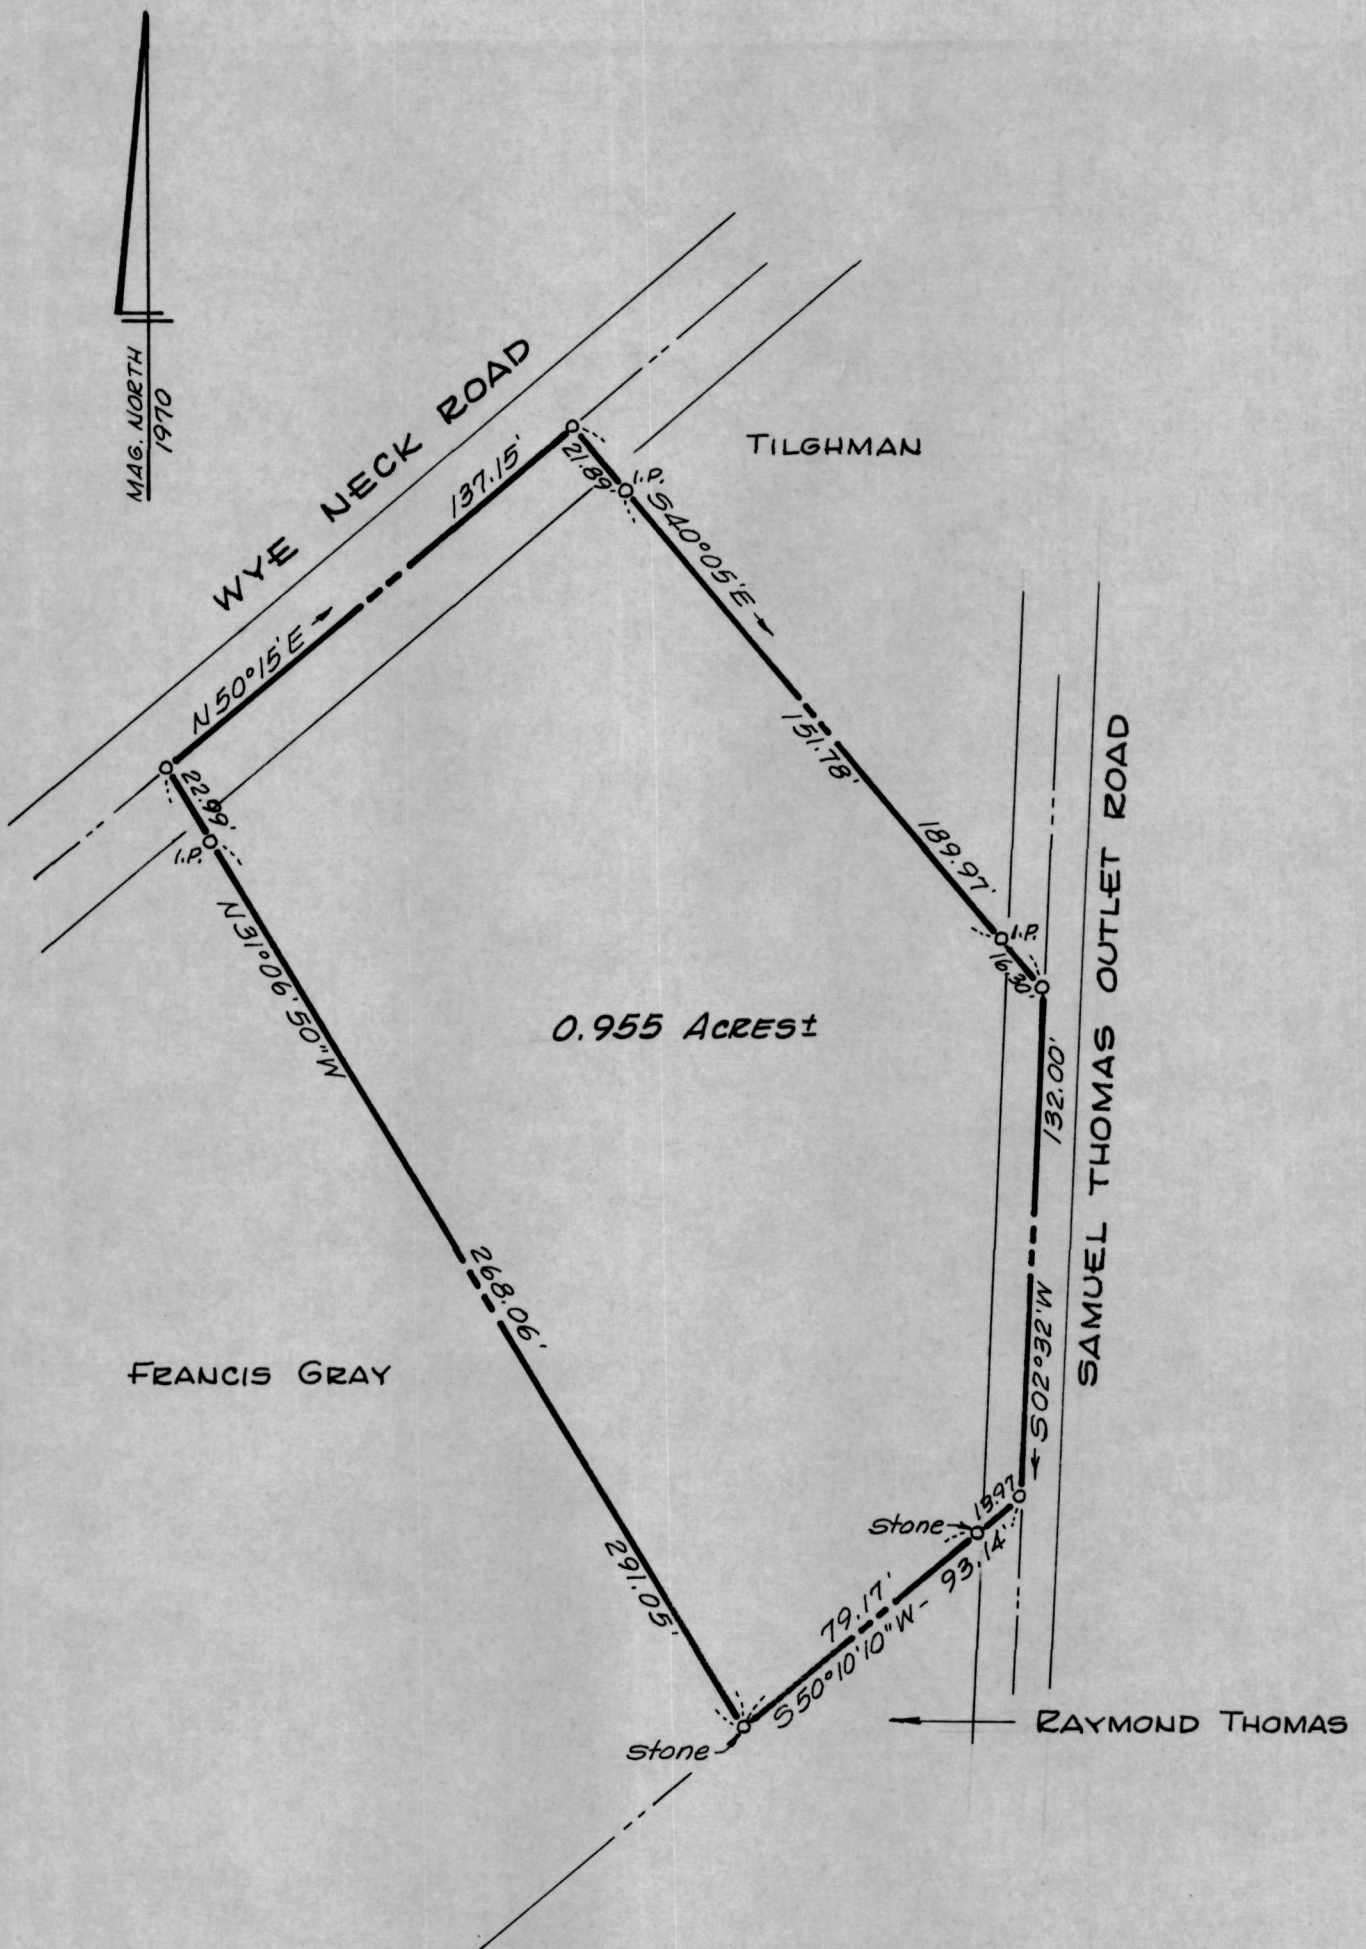 MAG. NORTH
1970
WYE NECK ROAD
N 50°15'E
137.15'
21.89'
I.P.
TILGHMAN
S40°05'E
151.78'
189.97'
I.P.
16.30'
22.99'
I.P.
N31°06'05"W
0.955 ACRES±
132.00'
SAMUEL THOMAS OUTLET ROAD
S02°32'W
268.06'
FRANCIS GRAY
291.05'
Stone
13.97
93.14'
79.17'
S50°10'10"W-
Stone
RAYMOND THOMAS